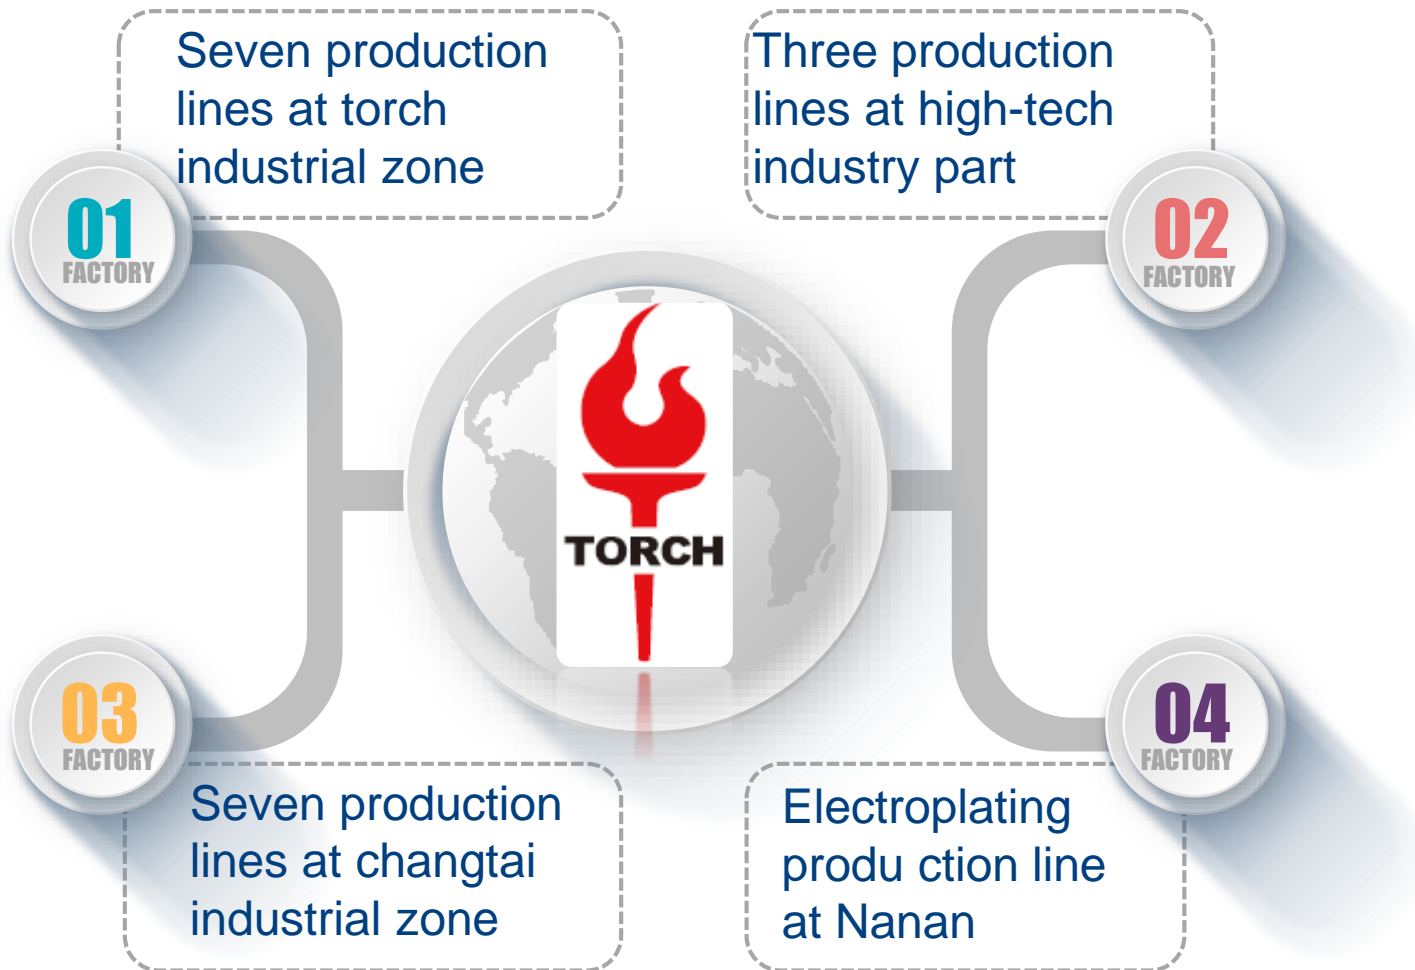 Seven production
lines at torch
industrial zone
01
FACTORY
Three production
lines at high-tech
industry part
02
FACTORY
TORCH
03
FACTORY
Seven production
lines at changtai
industrial zone
04
FACTORY
Electroplating
produ ction line
at Nanan